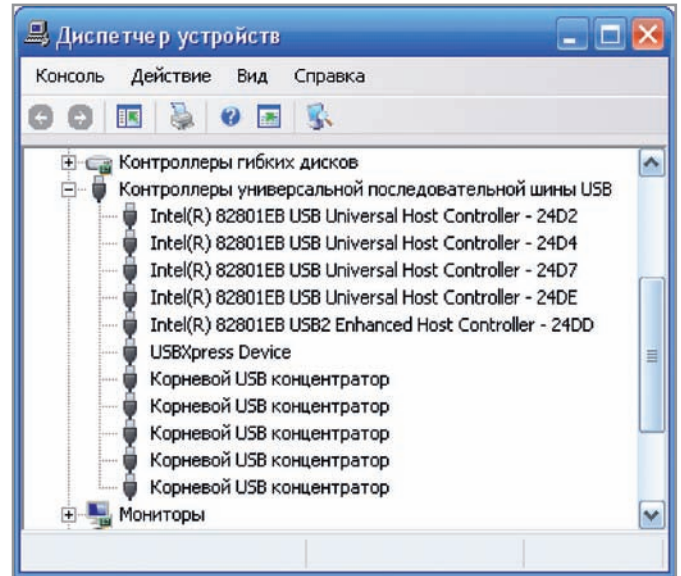 Диспетчер устройств
Консоль Действие Вид Справка
Контроллеры гибких дисков
Контроллеры универсальной последовательной шины USB
Intel(R) 82801EB USB Universal Host Controller - 24D2
Intel(R) 82801EB USB Universal Host Controller - 24D4
Intel(R) 82801EB USB Universal Host Controller - 24D7
Intel(R) 82801EB USB Universal Host Controller - 24DE
Intel(R) 82801EB USB2 Enhanced Host Controller - 24DD
USBXpress Device
Корневой USB концентратор
Корневой USB концентратор
Корневой USB концентратор
Корневой USB концентратор
Корневой USB концентратор
Мониторы